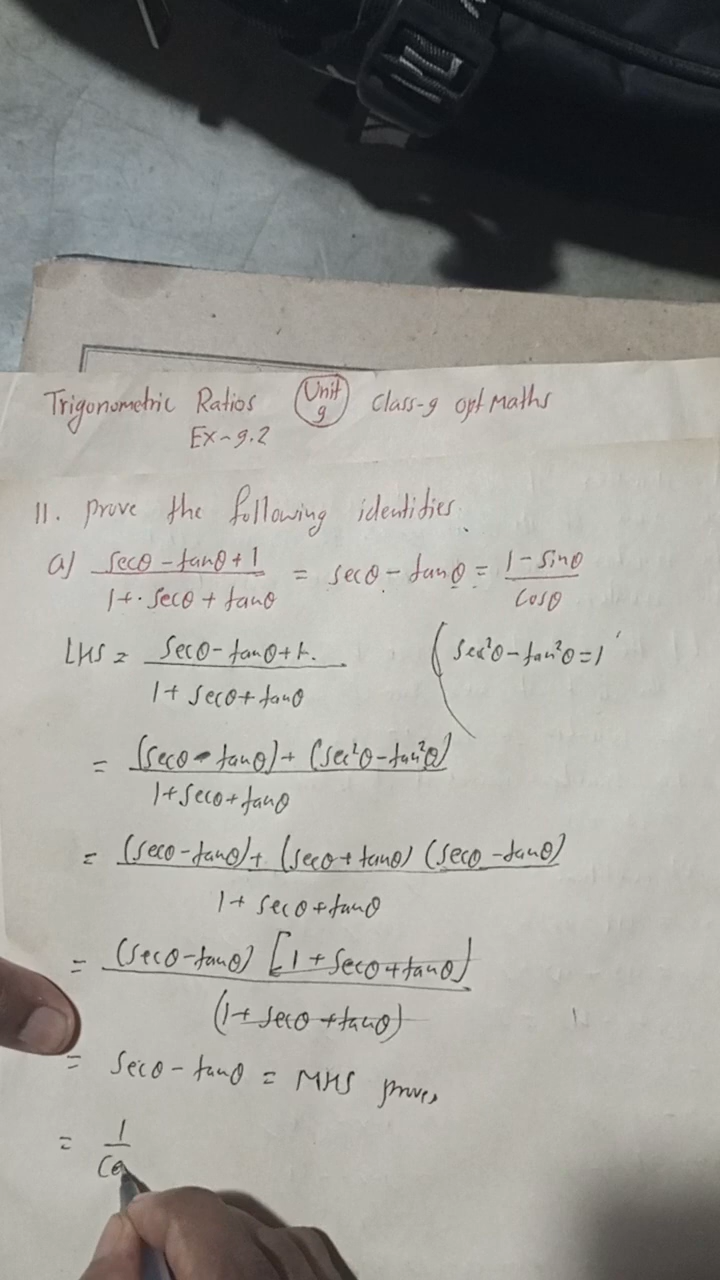 Trigonometric Ratios Unit 9 Class-9 Opt Maths
Ex-9.2
11. Prove the following identities.
a) (secθ - tanθ + 1)/(1 + secθ + tanθ) = secθ - tanθ = (1 - sinθ)/cosθ
LHS = (secθ - tanθ + 1)/(1 + secθ + tanθ) (sec²θ - tan²θ = 1
= ((secθ - tanθ) + (sec²θ - tan²θ))/(1 + secθ + tanθ)
= ((secθ - tanθ) + (secθ + tanθ) (secθ - tanθ))/(1 + secθ + tanθ)
= ((secθ - tanθ) [1 + secθ + tanθ])/((1 + secθ + tanθ))
= secθ - tanθ = MHS
= 1/Co